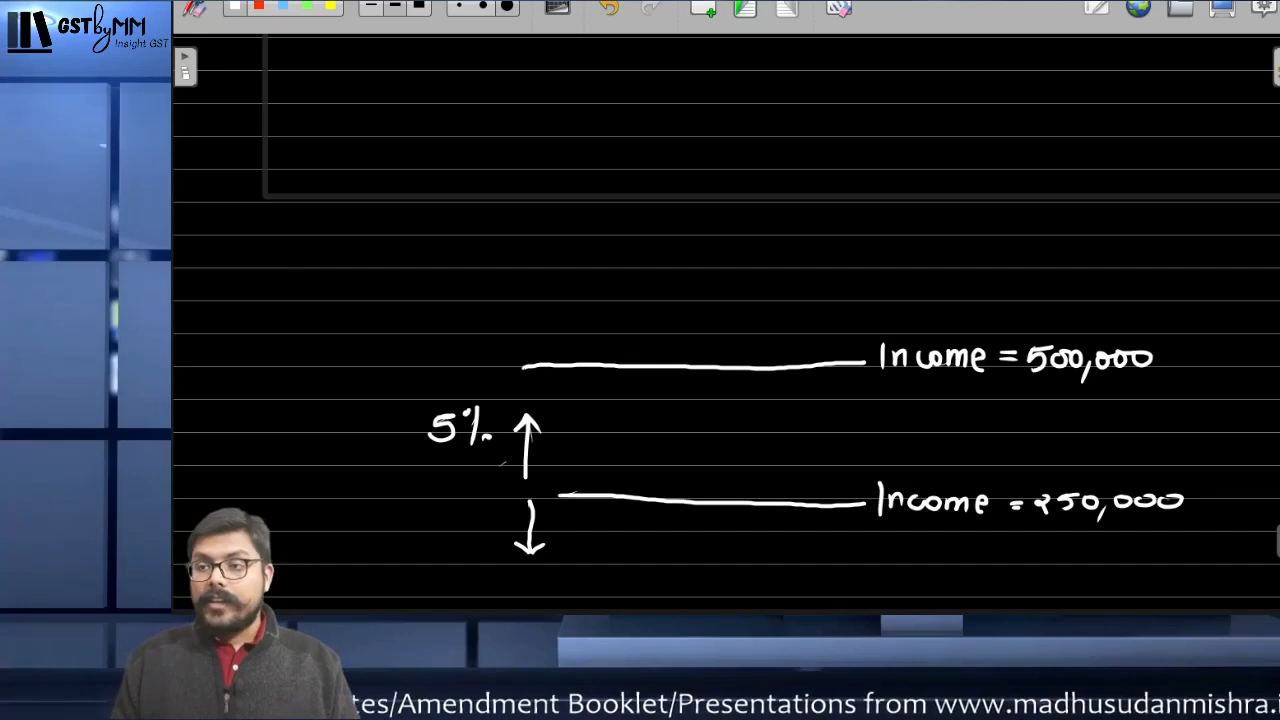 GSTbyMM
Insight GST
Income = 500,000
5%.
Income = 250,000
tes/Amendment Booklet/Presentations from www.madhusudanmishra.i